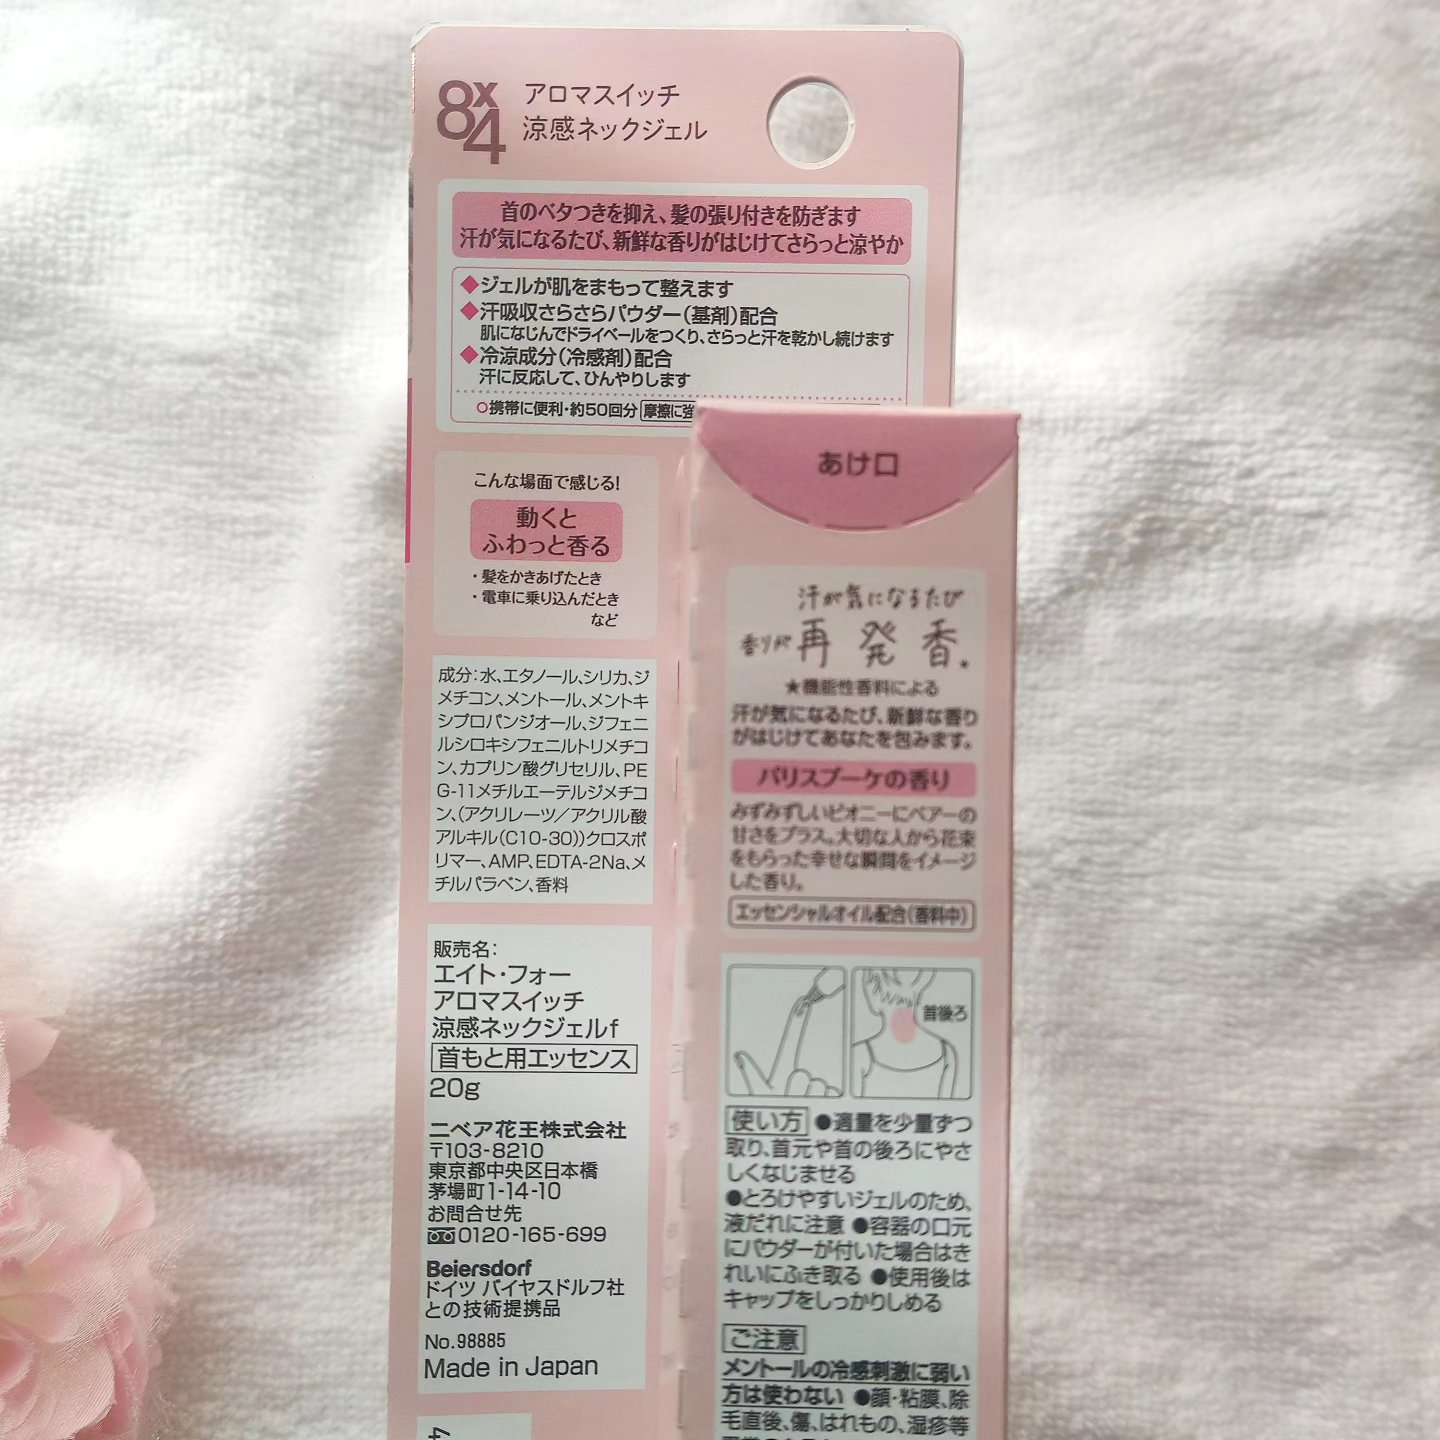 8x4
アロマスイッチ
涼感ネックジェル
首のベタつきを抑え、髪の張り付きを防ぎます
汗が気になるたび、新鮮な香りがはじけてさらっと涼やか
◆ジェルが肌をまもって整えます
◆汗吸収さらさらパウダー(基剤)配合
肌になじんでドライベールをつくり、さらっと汗を乾かし続けます
◆冷涼成分(冷感剤)配合
汗に反応して、ひんやりします
○携帯に便利・約50回分 摩擦に強
こんな場面で感じる!
動くと
ふわっと香る
・髪をかきあげたとき
・電車に乗り込んだとき
など
成分:水、エタノール、シリカ、ジ
メチコン、メントール、メントキ
シプロパンジオール、ジフェニ
ルシロキシフェニルトリメチコ
ン、カプリン酸グリセリル、PE
G-11メチルエーテルジメチコ
ン、(アクリレーツ/アクリル酸
アルキル(C10-30))クロスポ
リマー、AMP、EDTA-2Na、メ
チルパラベン、香料
販売名:
エイト・フォー
アロマスイッチ
涼感ネックジェルf
首もと用エッセンス
20g
ニベア花王株式会社
〒103-8210
東京都中央区日本橋
茅場町1-14-10
お問合せ先
0120-165-699
Beiersdorf
ドイツ バイヤスドルフ社
との技術提携品
No.98885
Made in Japan
あけ口
汗が気になるたび
香りが再発香★
★機能性香料による
汗が気になるたび、新鮮な香り
がはじけてあなたを包みます。
パリスブーケの香り
みずみずしいピオニーにペアーの
甘さをプラス。大切な人から花束
をもらった幸せな瞬間をイメージ
した香り。
エッセンシャルオイル配合(香料中)
首後ろ
使い方 ●適量を少量ずつ
取り、首元や首の後ろにやさ
しくなじませる
●とろけやすいジェルのため、
液だれに注意 ●容器の口元
にパウダーが付いた場合はき
れいにふき取る ●使用後は
キャップをしっかりしめる
ご注意
メントールの冷感刺激に弱い
方は使わない ●顔・粘膜、除
毛直後、傷、はれもの、湿疹等